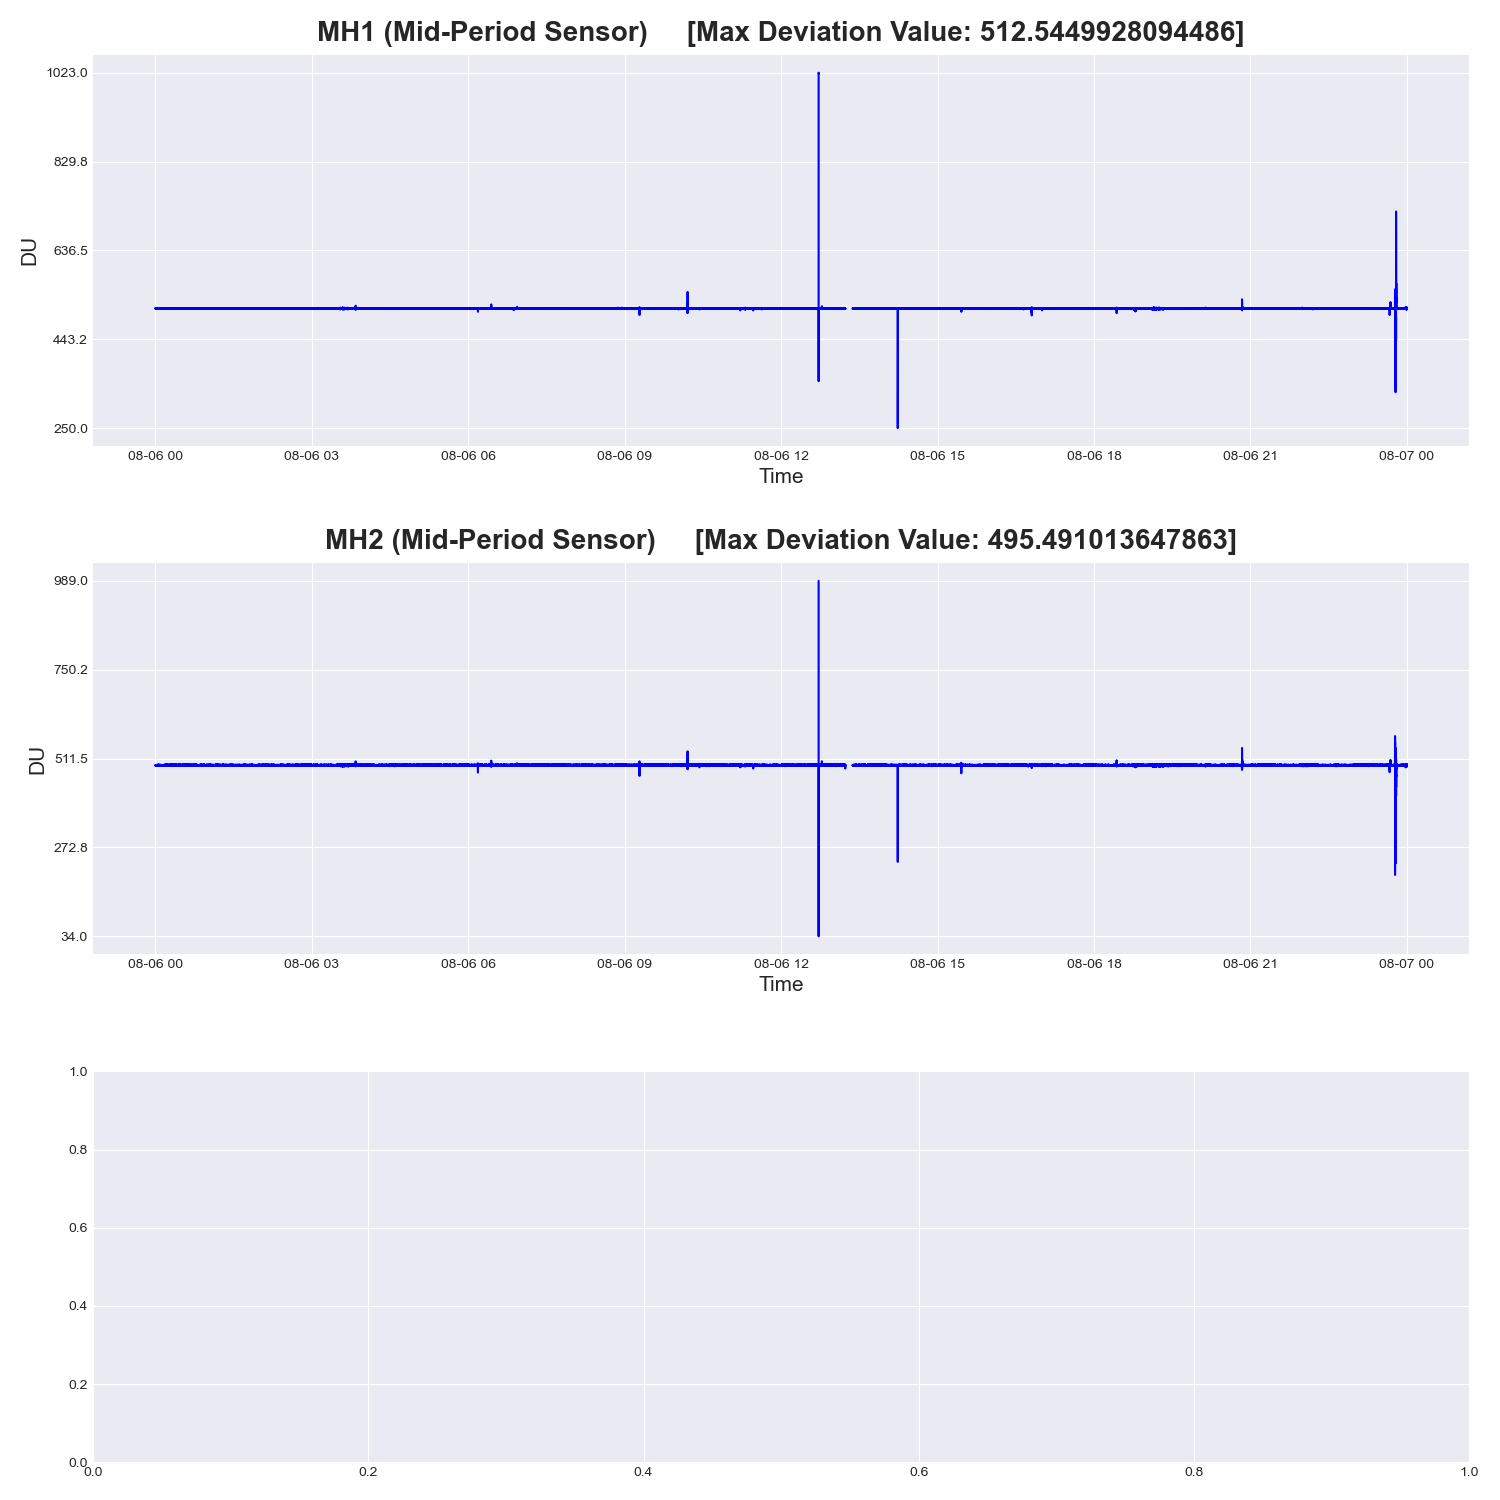 MH1 (Mid-Period Sensor) [Max Deviation Value: 512.5449928094486]
1023.0
829.8
636.5
443.2
250.0
DU
08-06 00 08-06 03 08-06 06 08-06 09 08-06 12 08-06 15 08-06 18 08-06 21 08-07 00
Time
MH2 (Mid-Period Sensor) [Max Deviation Value: 495.491013647863]
989.0
750.2
511.5
272.8
34.0
DU
08-06 00 08-06 03 08-06 06 08-06 09 08-06 12 08-06 15 08-06 18 08-06 21 08-07 00
Time
1.0
0.8
0.6
0.4
0.2
0.0
0.0 0.2 0.4 0.6 0.8 1.0